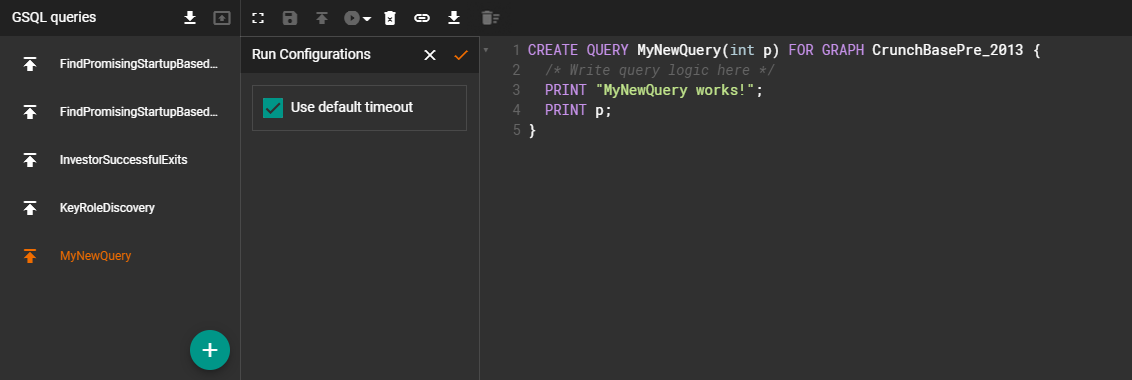 GSQL queries
FindPromisingStartupBased...
FindPromisingStartupBased...
InvestorSuccessfulExits
KeyRoleDiscovery
MyNewQuery
Run Configurations
Use default timeout
1 CREATE QUERY MyNewQuery(int p) FOR GRAPH CrunchBasePre_2013 {
2 /* Write query logic here */
3 PRINT "MyNewQuery works!";
4 PRINT p;
5 }